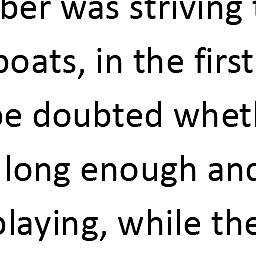 ber was striving
boats, in the first
be doubted wheth
long enough and
playing, while the